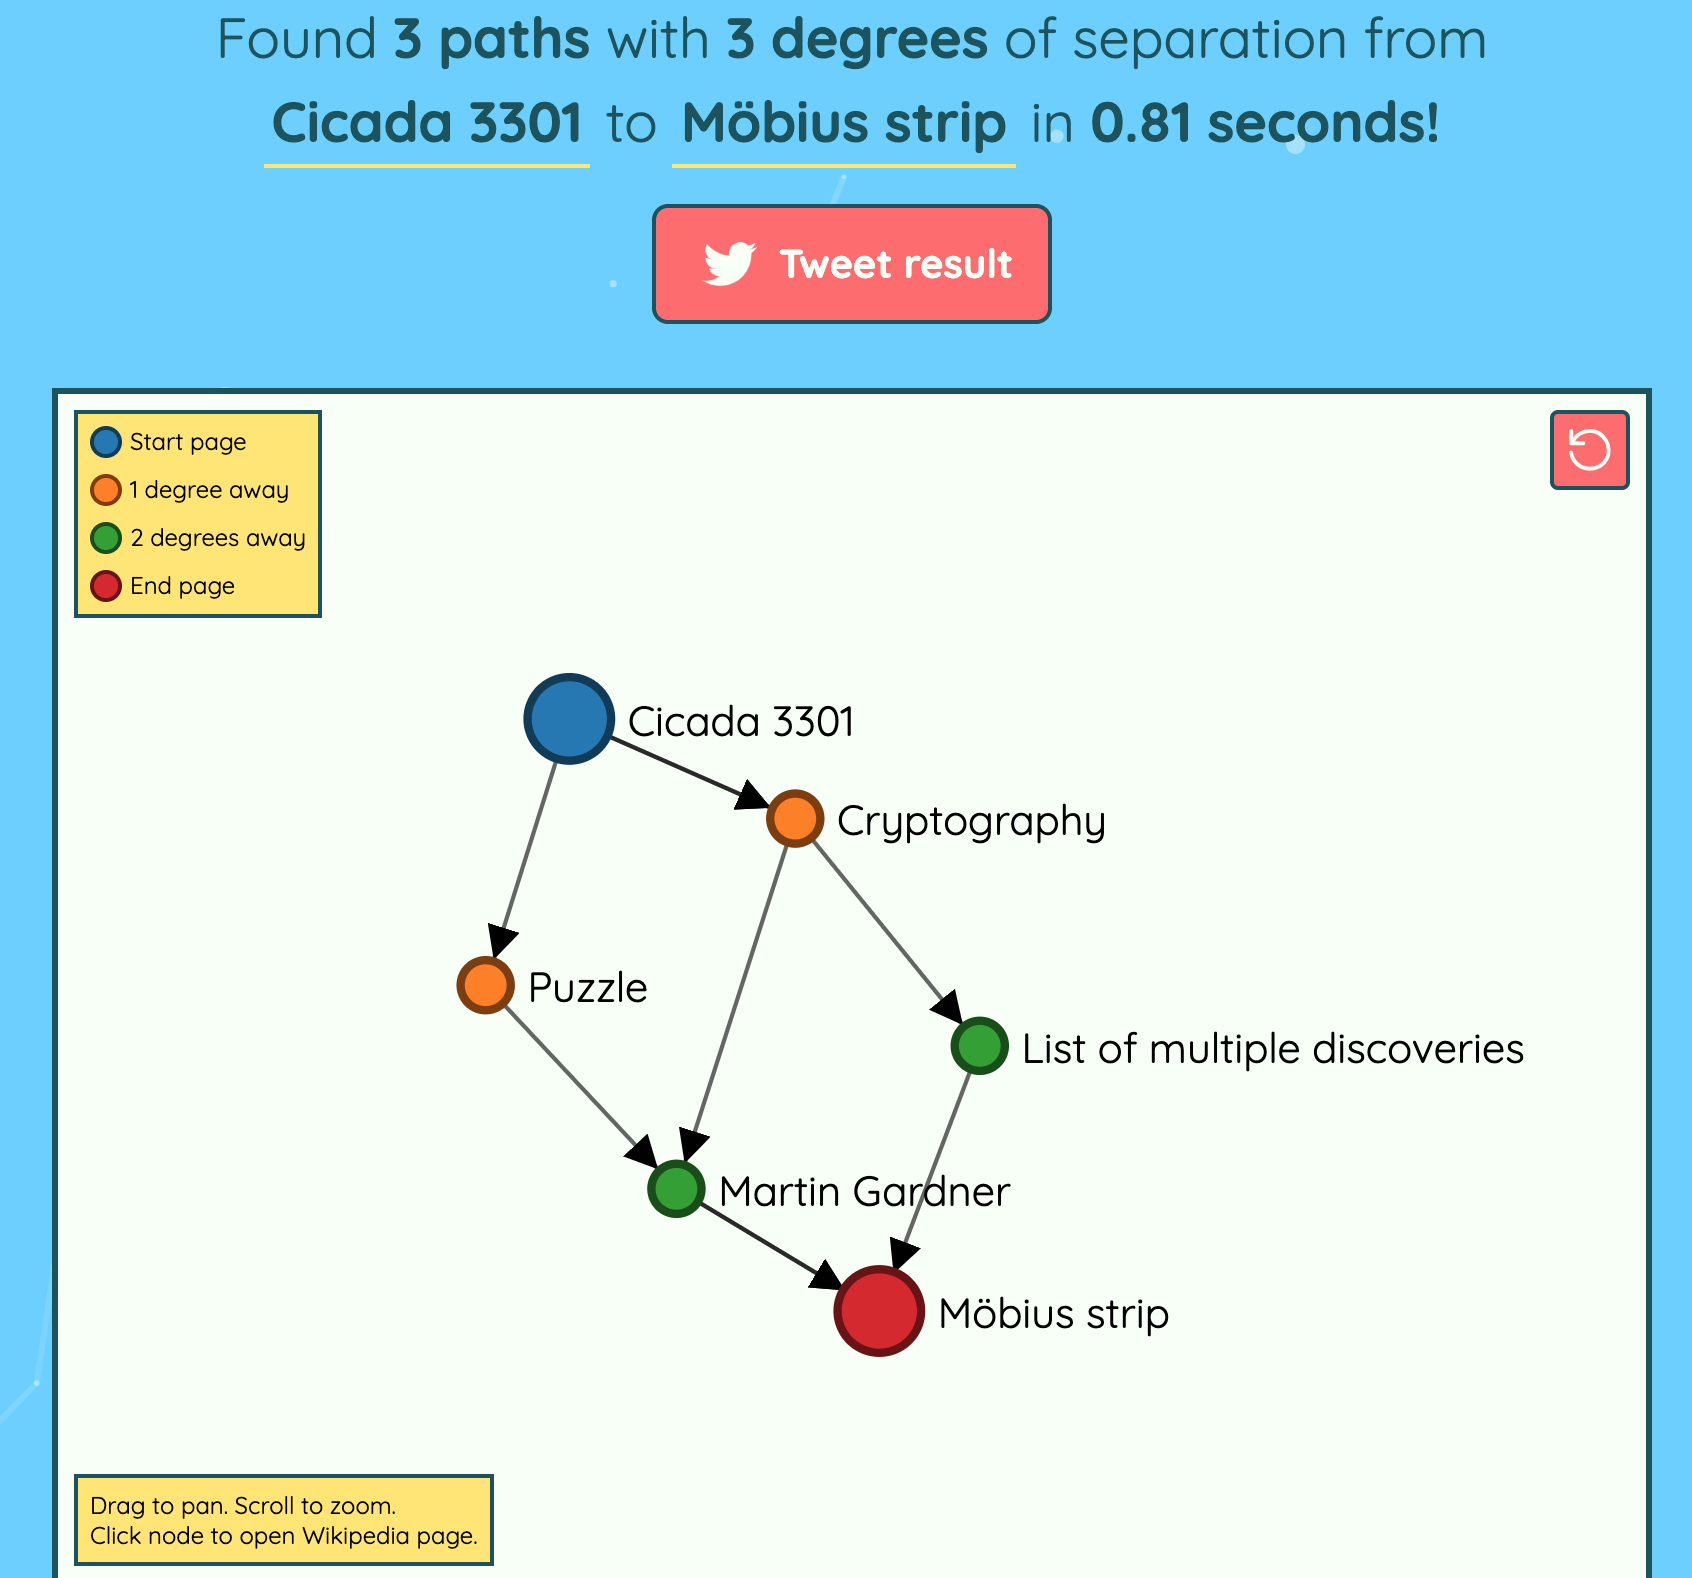 Found 3 paths with 3 degrees of separation from
Cicada 3301 to Möbius strip in 0.81 seconds!
Tweet result
Start page
1 degree away
2 degrees away
End page
Cicada 3301
Cryptography
Puzzle
List of multiple discoveries
Martin Gardner
Möbius strip
Drag to pan. Scroll to zoom.
Click node to open Wikipedia page.